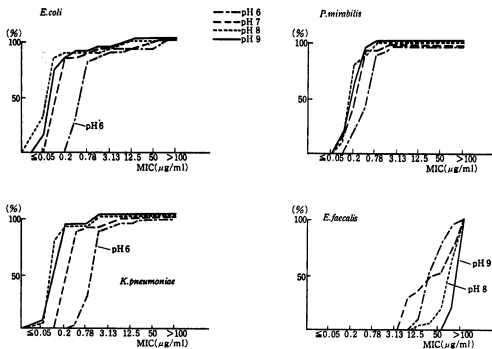 E.coli
pH 6
pH 7
pH 8
pH 9
P.mirabilis
(%)
100
50
pH 6
≤0.05 0.2 0.78 3.13 12.5 50 >100
MIC(μg/ml)
(%)
100
50
≤0.05 0.2 0.78 3.13 12.5 50 >100
MIC(μg/ml)
(%)
100
50
pH 6
K.pneumoniae
≤0.05 0.2 0.78 3.13 12.5 50 >100
MIC(μg/ml)
(%)
100
50
E.faecalis
pH 9
pH 8
≤0.05 0.2 0.78 3.13 12.5 50 >100
MIC(μg/ml)